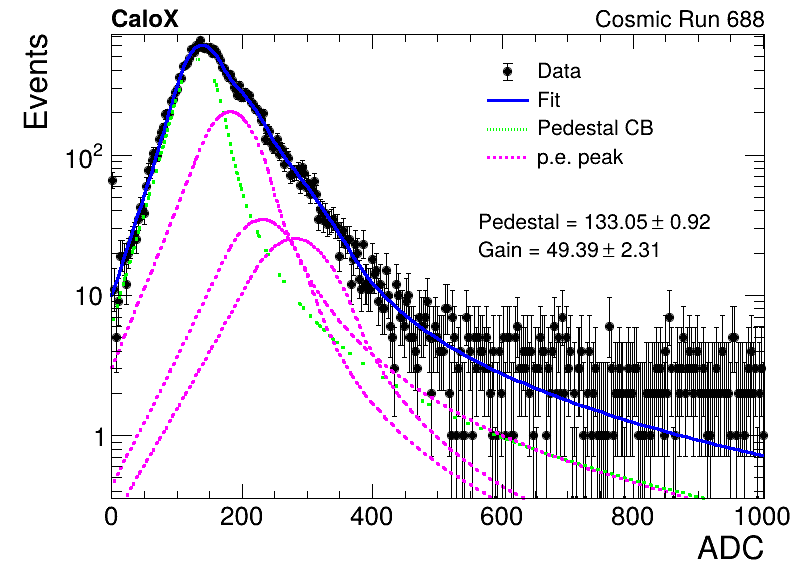 CaloX
Cosmic Run 688
Events
Data
Fit
Pedestal CB
p.e. peak
Pedestal = 133.05 ± 0.92
Gain = 49.39 ± 2.31
10²
10
1
0 200 400 600 800 1000
ADC